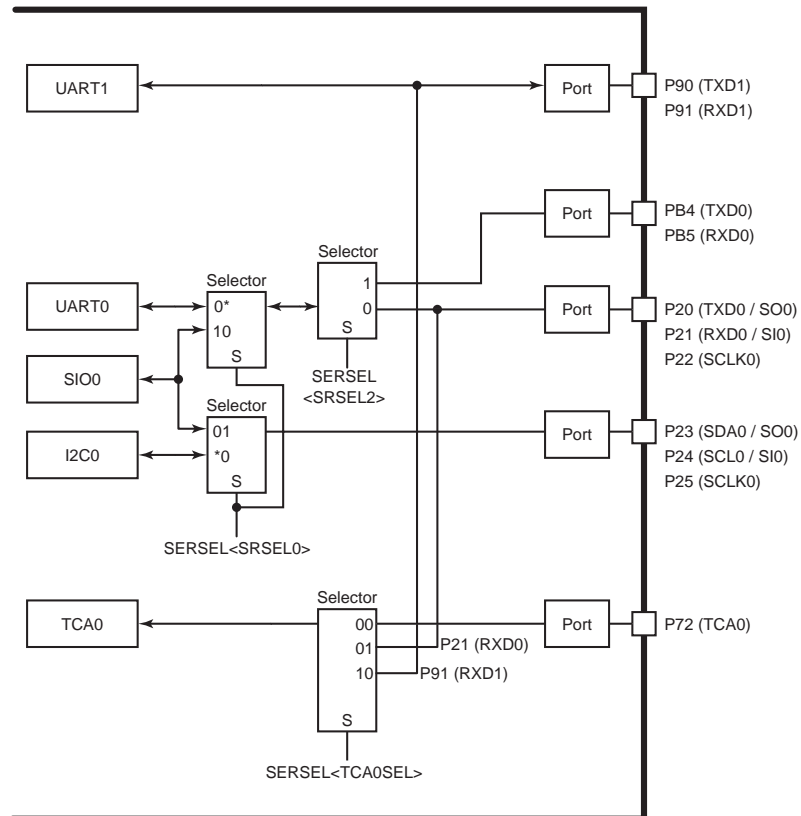 UART1
Port
P90 (TXD1)
P91 (RXD1)
Port
PB4 (TXD0)
PB5 (RXD0)
Selector
1
0
S
SERSEL
<SRSEL2>
Selector
UART0
0*
10
S
Port
P20 (TXD0 / SO0)
P21 (RXD0 / SI0)
P22 (SCLK0)
SIO0
Selector
01
*0
S
I2C0
Port
P23 (SDA0 / SO0)
P24 (SCL0 / SI0)
P25 (SCLK0)
SERSEL<SRSEL0>
Selector
TCA0
00
01
10
S
P21 (RXD0)
P91 (RXD1)
Port
P72 (TCA0)
SERSEL<TCA0SEL>